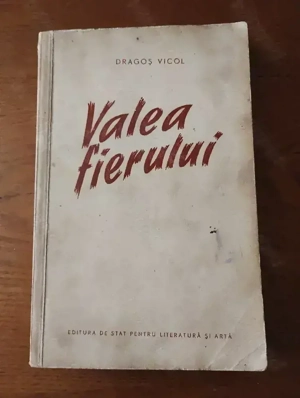 DRAGOȘ VICOL
Valea
fierului
EDITURA DE STAT PENTRU LITERATURĂ ȘI ARTĂ